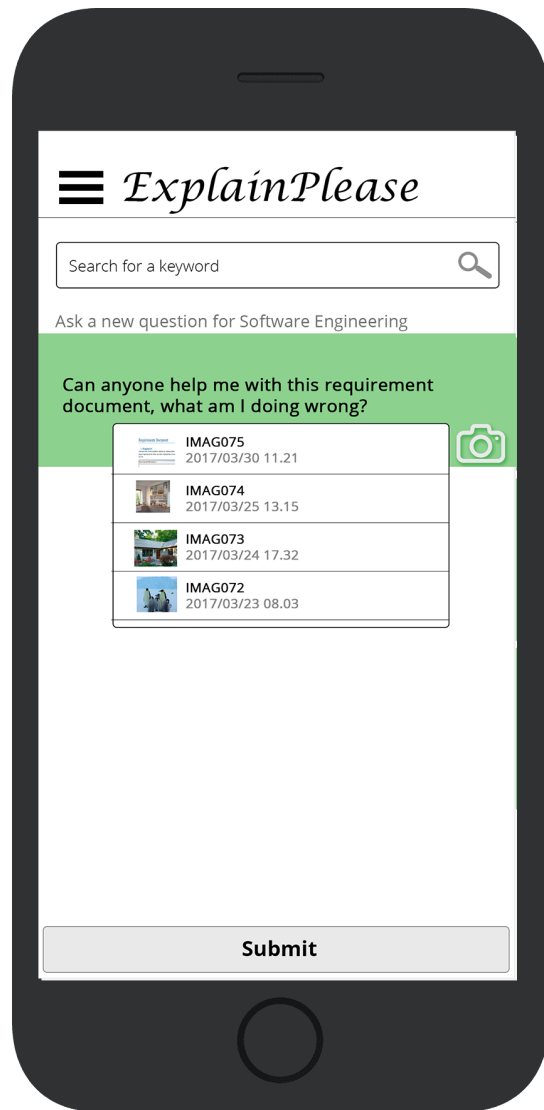 ExplainPlease
Search for a keyword
Ask a new question for Software Engineering
Can anyone help me with this requirement
document, what am I doing wrong?
IMAG075
2017/03/30 11.21
IMAG074
2017/03/25 13.15
IMAG073
2017/03/24 17.32
IMAG072
2017/03/23 08.03
Submit